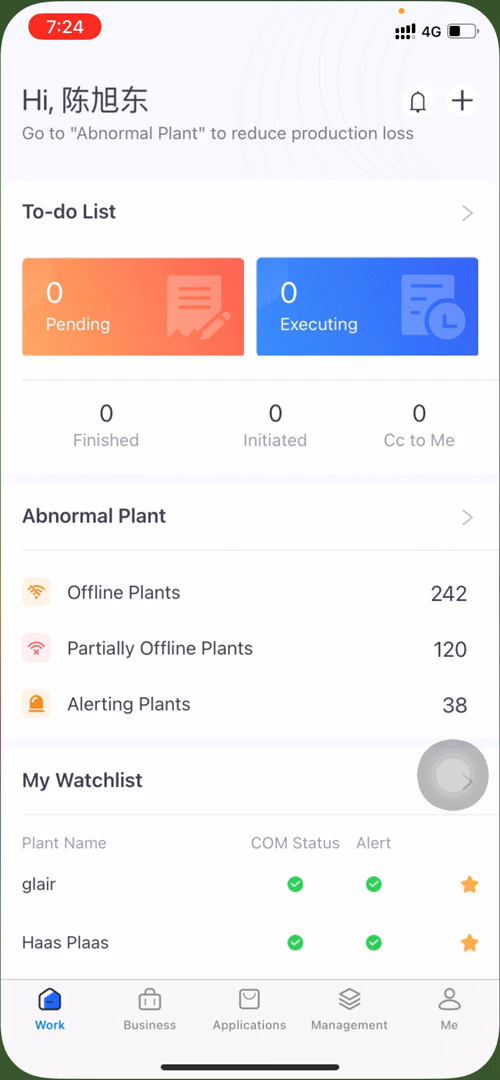 7:24
4G
Hi, 陈旭东
Go to "Abnormal Plant" to reduce production loss
To-do List
0
Pending
0
Executing
0 0 0
Finished Initiated Cc to Me
Abnormal Plant
Offline Plants 242
Partially Offline Plants 120
Alerting Plants 38
My Watchlist
Plant Name COM Status Alert
glair
Haas Plaas
Work Business Applications Management Me